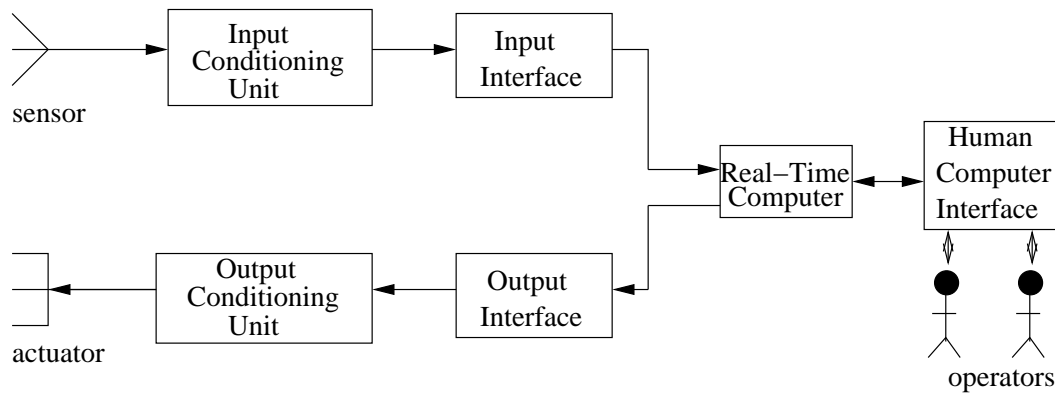 Input
Conditioning
Unit
Input
Interface
sensor
Real−Time
Computer
Human
Computer
Interface
Output
Conditioning
Unit
Output
Interface
actuator
operators